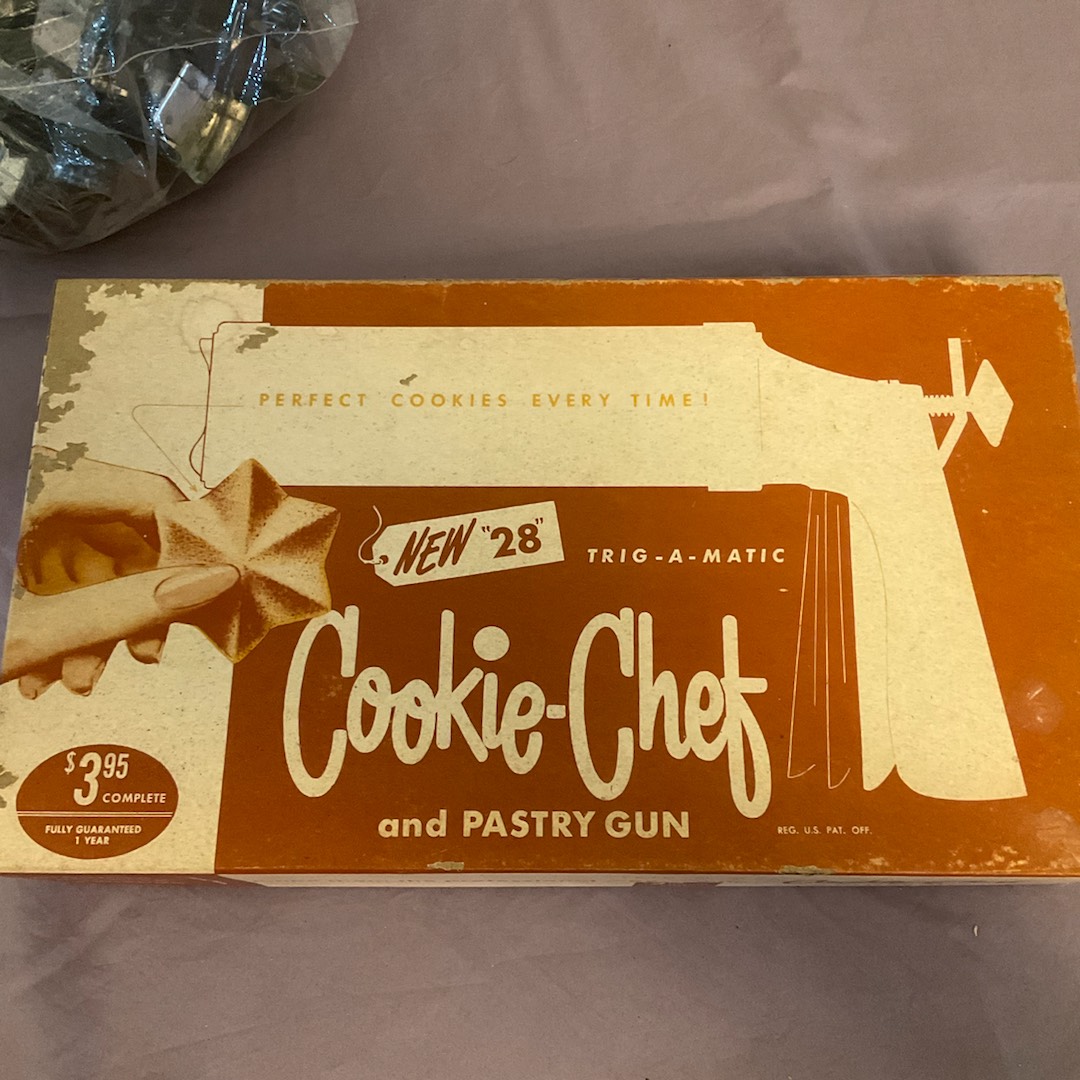 PERFECT COOKIES EVERY TIME!
NEW "28"
TRIG-A-MATIC
Cookie-Chef
and PASTRY GUN
REG. U.S. PAT. OFF.
$3.95
COMPLETE
FULLY GUARANTEED
1 YEAR